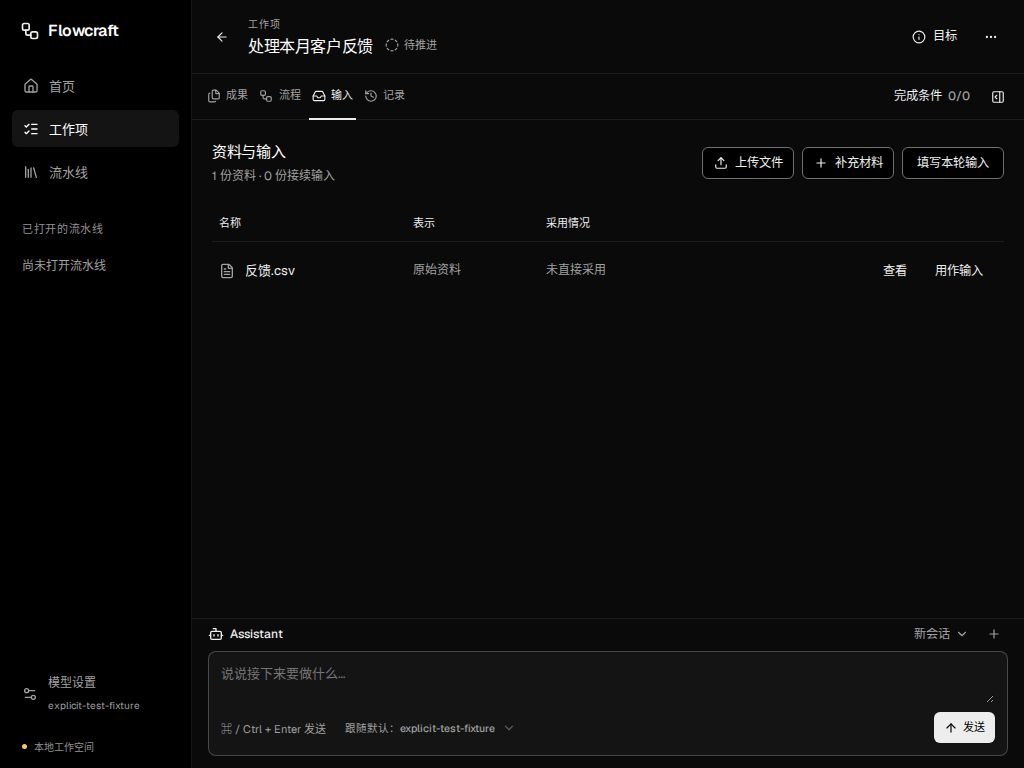 Flowcraft
首页
工作项
流水线
已打开的流水线
尚未打开流水线
模型设置
explicit-test-fixture
本地工作空间
工作项
处理本月客户反馈
待推进
目标
成果
流程
输入
记录
完成条件 0/0
资料与输入
1 份资料 · 0 份接续输入
上传文件
补充材料
填写本轮输入
名称
表示
采用情况
反馈.csv
原始资料
未直接采用
查看
用作输入
Assistant
新会话
说说接下来要做什么…
⌘ / Ctrl + Enter 发送
跟随默认：explicit-test-fixture
发送